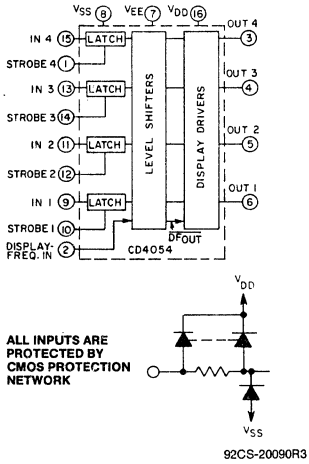 VSS 8 VEE 7 VDD 16
IN 4 15 LATCH OUT 4 3
STROBE 4 1
IN 3 13 LATCH OUT 3 4
STROBE 3 14
IN 2 11 LATCH OUT 2 5
STROBE 2 12
IN 1 9 LATCH OUT 1 6
STROBE 1 10
LEVEL SHIFTERS
DISPLAY DRIVERS
DISPLAY-
FREQ. IN 2
DFOUT
CD4054
VDD
ALL INPUTS ARE
PROTECTED BY
CMOS PROTECTION
NETWORK
VSS
92CS-20090R3